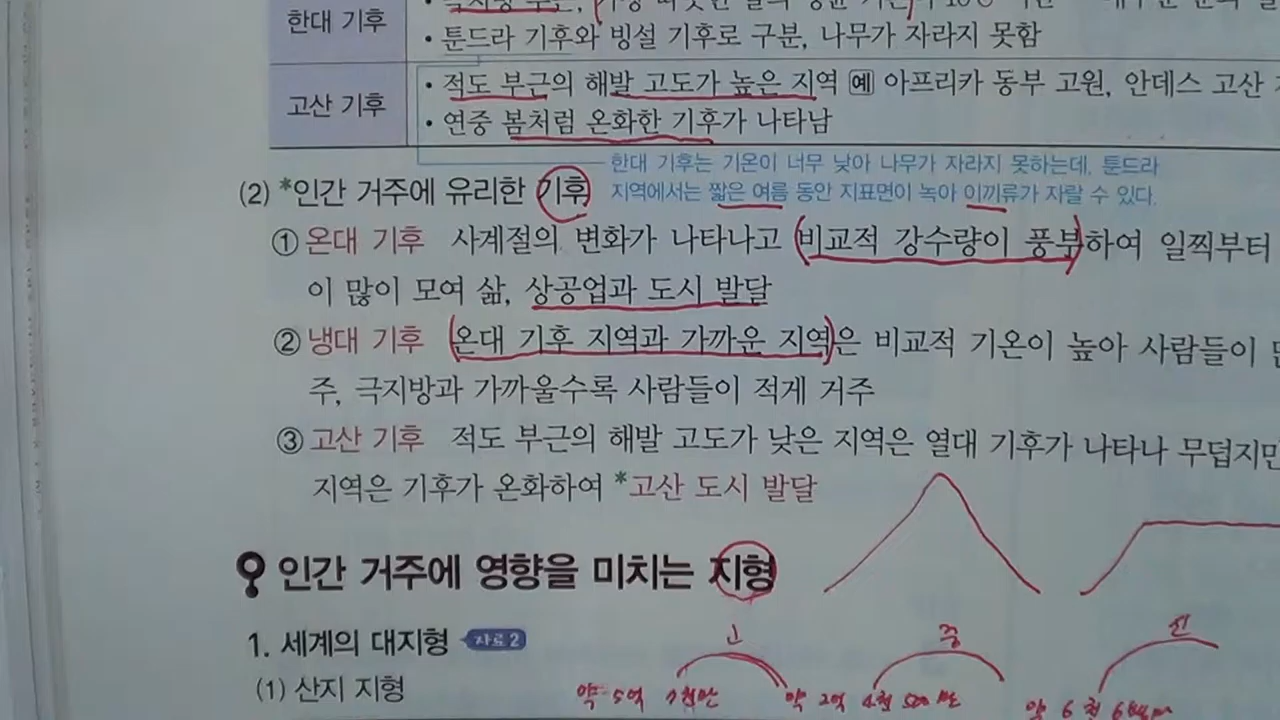 한대 기후
• 툰드라 기후와 빙설 기후로 구분, 나무가 자라지 못함
고산 기후
• 적도 부근의 해발 고도가 높은 지역 예 아프리카 동부 고원, 안데스 고산
• 연중 봄처럼 온화한 기후가 나타남
한대 기후는 기온이 너무 낮아 나무가 자라지 못하는데, 툰드라
지역에서는 짧은 여름 동안 지표면이 녹아 이끼류가 자랄 수 있다.
(2) *인간 거주에 유리한 기후
① 온대 기후 사계절의 변화가 나타나고 비교적 강수량이 풍부하여 일찍부터
이 많이 모여 삶, 상공업과 도시 발달
② 냉대 기후 온대 기후 지역과 가까운 지역은 비교적 기온이 높아 사람들이
주, 극지방과 가까울수록 사람들이 적게 거주
③ 고산 기후 적도 부근의 해발 고도가 낮은 지역은 열대 기후가 나타나 무덥지만
지역은 기후가 온화하여 *고산 도시 발달
인간 거주에 영향을 미치는 지형
1. 세계의 대지형 자료2
고 중 신
(1) 산지 지형
약 5억 약 2억 약 6천